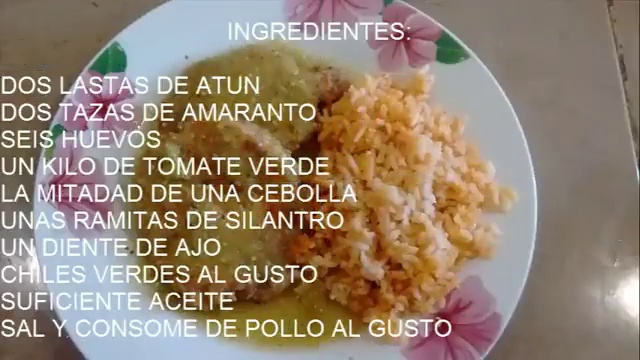 INGREDIENTES:
DOS LASTAS DE ATUN
DOS TAZAS DE AMARANTO
SEIS HUEVOS
UN KILO DE TOMATE VERDE
LA MITADAD DE UNA CEBOLLA
UNAS RAMITAS DE SILANTRO
UN DIENTE DE AJO
CHILES VERDES AL GUSTO
SUFICIENTE ACEITE
SAL Y CONSOME DE POLLO AL GUSTO